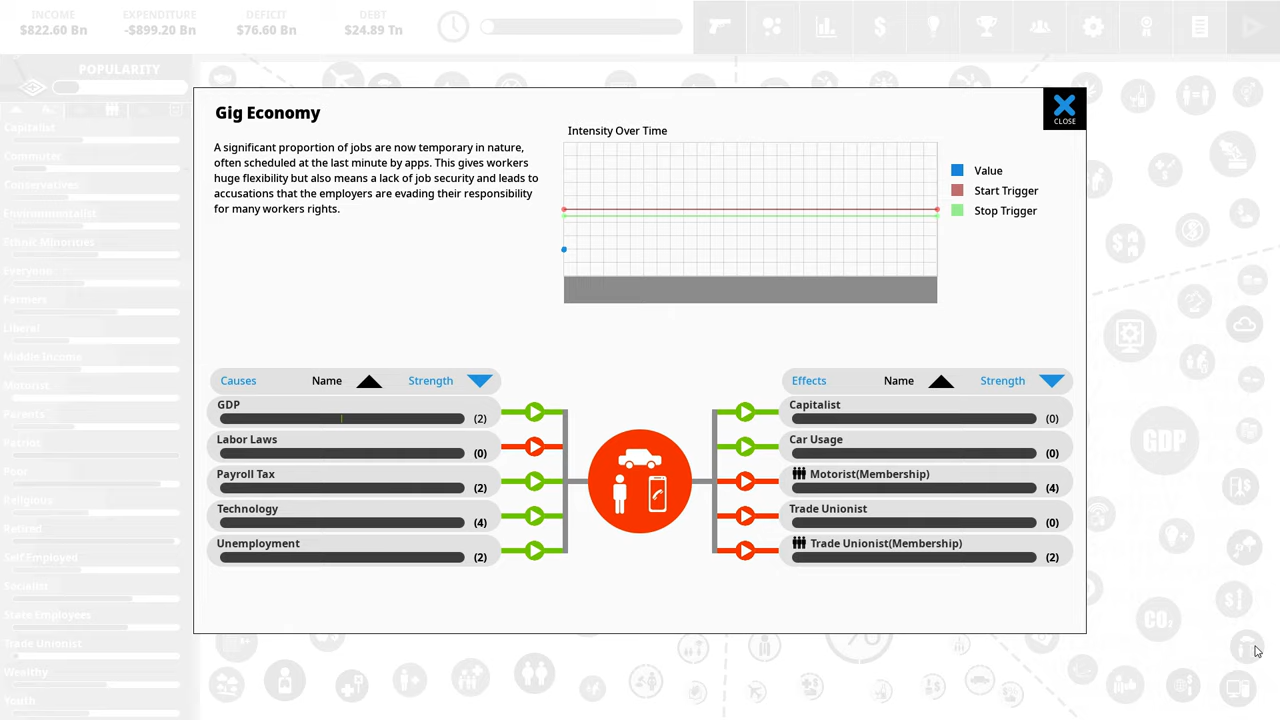 INCOME
EXPENDITURE
DEFICIT
DEBT
$822.60 Bn
-$899.20 Bn
$76.60 Bn
$24.89 Tn
POPULARITY
Capitalist
Commuter
Conservatives
Environmentalist
Ethnic Minorities
Everyone
Farmers
Liberal
Middle Income
Motorist
Parents
Patriot
Poor
Religious
Retired
Self Employed
Socialist
State Employees
Trade Unionist
Wealthy
Youth
Gig Economy
CLOSE
A significant proportion of jobs are now temporary in nature,
often scheduled at the last minute by apps. This gives workers
huge flexibility but also means a lack of job security and leads to
accusations that the employers are evading their responsibility
for many workers rights.
Intensity Over Time
Value
Start Trigger
Stop Trigger
Causes Name Strength
GDP
(2)
Labor Laws
(0)
Payroll Tax
(2)
Technology
(4)
Unemployment
(2)
Effects Name Strength
Capitalist
(0)
Car Usage
(0)
Motorist(Membership)
(4)
Trade Unionist
(0)
Trade Unionist(Membership)
(2)
GDP
CO₂